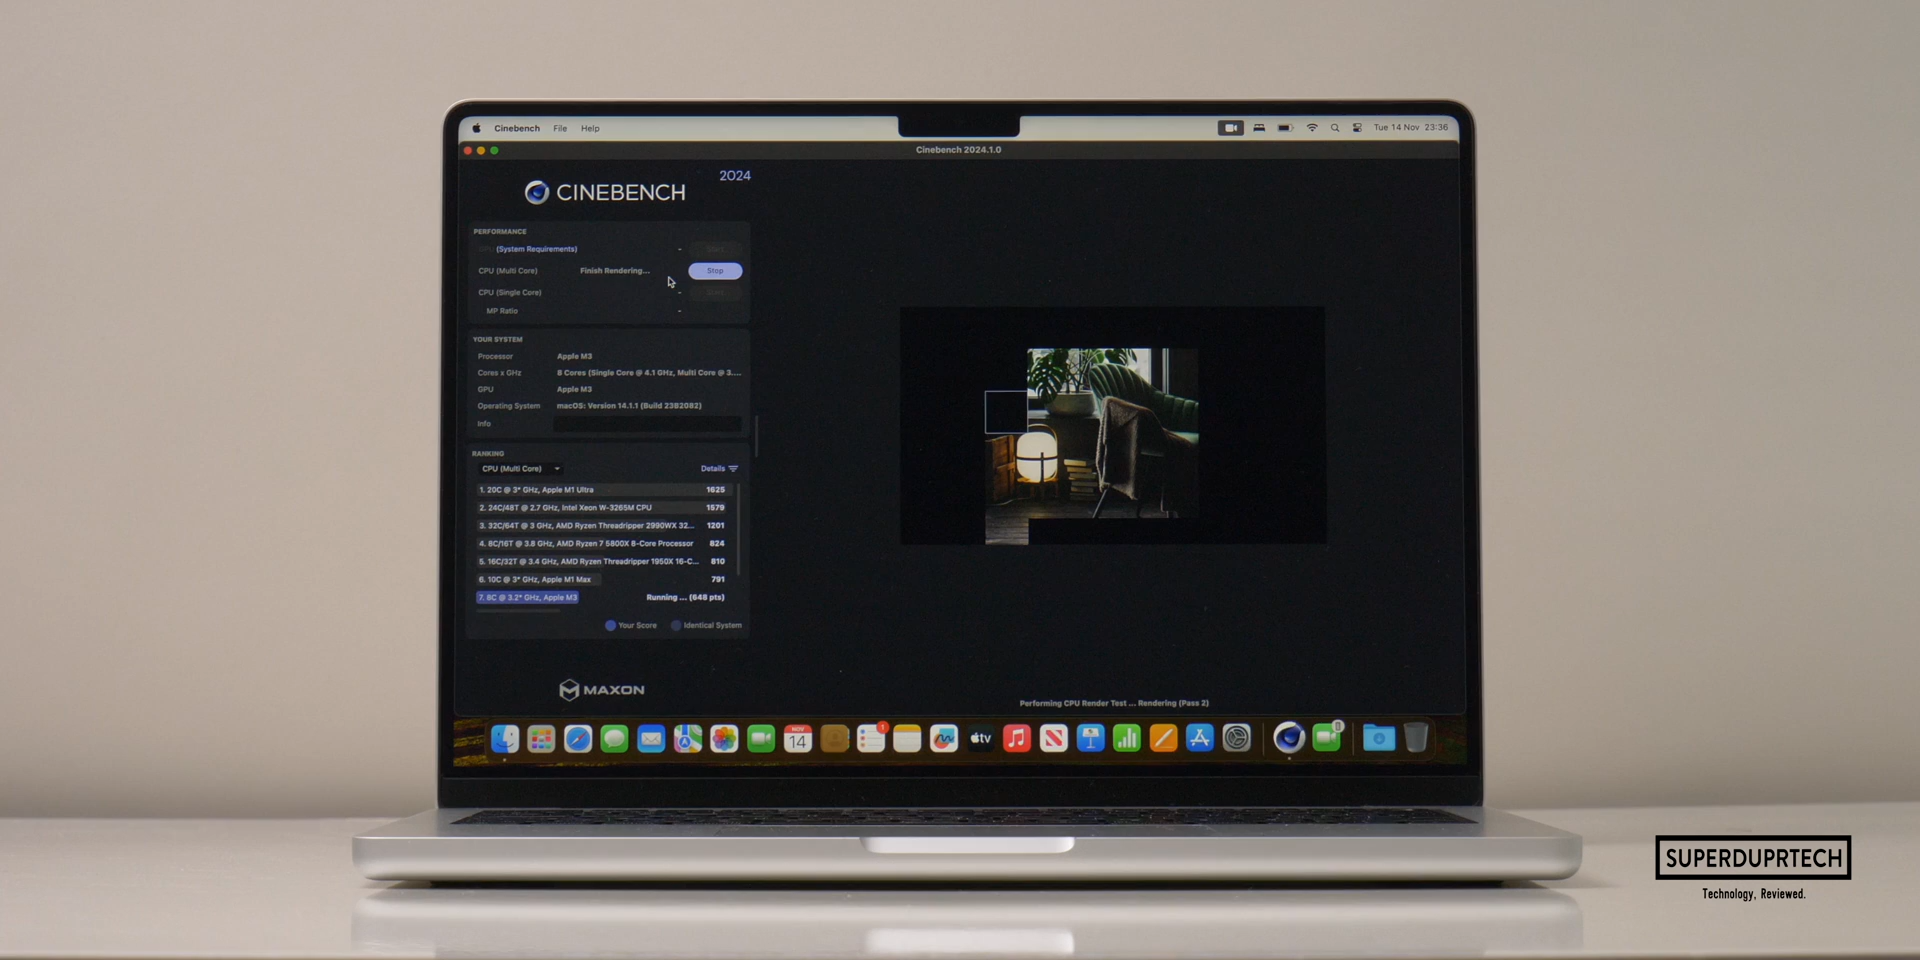 Cinebench File Help
Tue 14 Nov 23:36
Cinebench 2024.1.0
CINEBENCH 2024
PERFORMANCE
(System Requirements) -
CPU (Multi Core) Finish Rendering... Stop
CPU (Single Core) -
MP Ratio -
YOUR SYSTEM
Processor Apple M3
Cores x GHz 8 Cores (Single Core @ 4.1 GHz, Multi Core @ 3....
GPU Apple M3
Operating System macOS: Version 14.1.1 (Build 23B2082)
Info
RANKING
CPU (Multi Core) Details
1. 20C @ 3* GHz, Apple M1 Ultra 1625
2. 24C/48T @ 2.7 GHz, Intel Xeon W-3265M CPU 1579
3. 32C/64T @ 3 GHz, AMD Ryzen Threadripper 2990WX 32... 1201
4. 8C/16T @ 3.8 GHz, AMD Ryzen 7 5800X 8-Core Processor 824
5. 16C/32T @ 3.4 GHz, AMD Ryzen Threadripper 1950X 16-C... 810
6. 10C @ 3* GHz, Apple M1 Max 791
7. 8C @ 3.2* GHz, Apple M3 Running ... (648 pts)
Your Score Identical System
MAXON
Performing CPU Render Test ... Rendering (Pass 2)
NOV
14
1
tv
SUPERDUPRTECH
Technology, Reviewed.